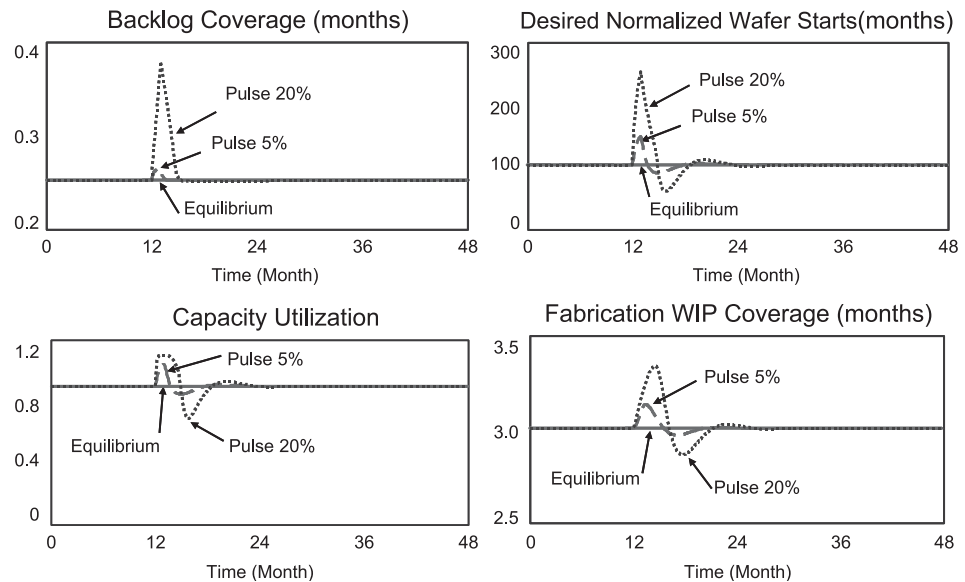 Backlog Coverage (months)
0.4
0.3
0.2
Pulse 20%
Pulse 5%
Equilibrium
0 12 24 36 48
Time (Month)
Desired Normalized Wafer Starts(months)
300
200
100
0
Pulse 20%
Pulse 5%
Equilibrium
0 12 24 36 48
Time (Month)
Capacity Utilization
1.2
0.8
0.4
0
Pulse 5%
Equilibrium
Pulse 20%
0 12 24 36 48
Time (Month)
Fabrication WIP Coverage (months)
3.5
3.0
2.5
Pulse 5%
Equilibrium
Pulse 20%
0 12 24 36 48
Time (Month)